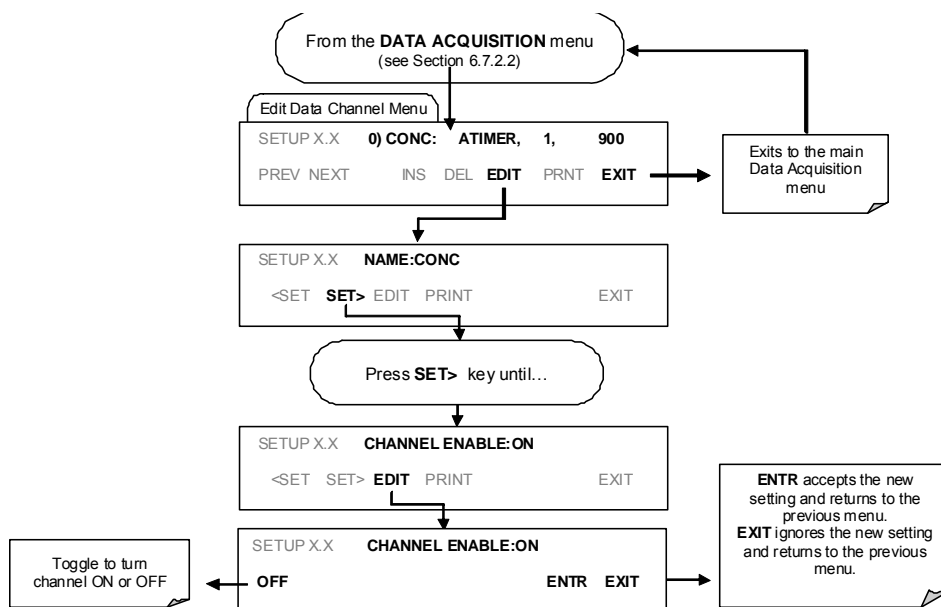 From the DATA ACQUISITION menu
(see Section 6.7.2.2)
Edit Data Channel Menu
SETUP X.X 0) CONC: ATIMER, 1, 900
PREV NEXT INS DEL EDIT PRNT EXIT
Exits to the main
Data Acquisition
menu
SETUP X.X NAME:CONC
<SET SET> EDIT PRINT EXIT
Press SET> key until...
SETUP X.X CHANNEL ENABLE:ON
<SET SET> EDIT PRINT EXIT
SETUP X.X CHANNEL ENABLE:ON
OFF ENTR EXIT
Toggle to turn
channel ON or OFF
ENTR accepts the new
setting and returns to the
previous menu.
EXIT ignores the new setting
and returns to the previous
menu.